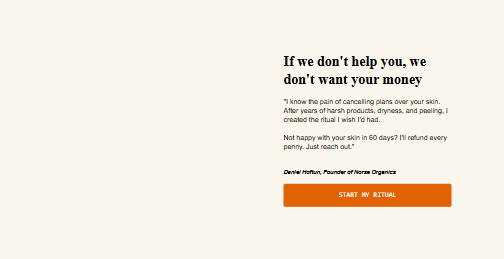 If we don't help you, we
don't want your money
"I know the pain of cancelling plans over your skin.
After years of harsh products, dryness, and peeling, I
created the ritual I wish I'd had.
Not happy with your skin in 60 days? I'll refund every
penny. Just reach out."
Daniel Hoftun, Founder of Norse Organics
START MY RITUAL